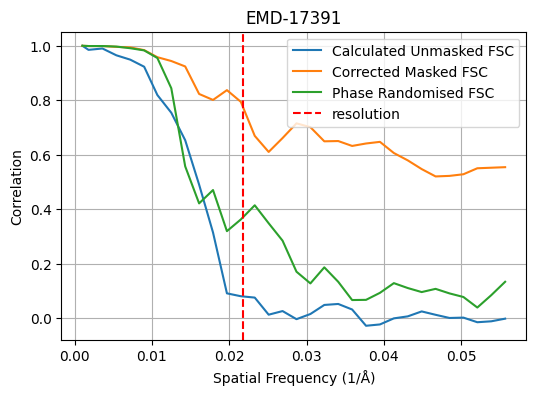 EMD-17391
Calculated Unmasked FSC
Corrected Masked FSC
Phase Randomised FSC
resolution
Correlation
1.0
0.8
0.6
0.4
0.2
0.0
0.00 0.01 0.02 0.03 0.04 0.05
Spatial Frequency (1/Å)